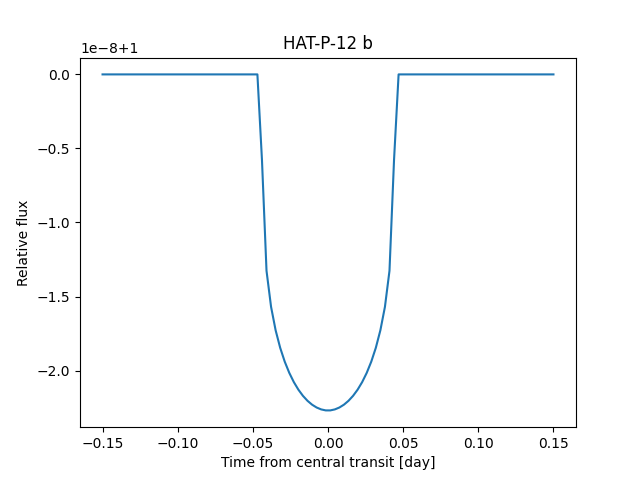 HAT-P-12 b
1e−8+1
0.0
−0.5
−1.0
−1.5
−2.0
Relative flux
−0.15 −0.10 −0.05 0.00 0.05 0.10 0.15
Time from central transit [day]